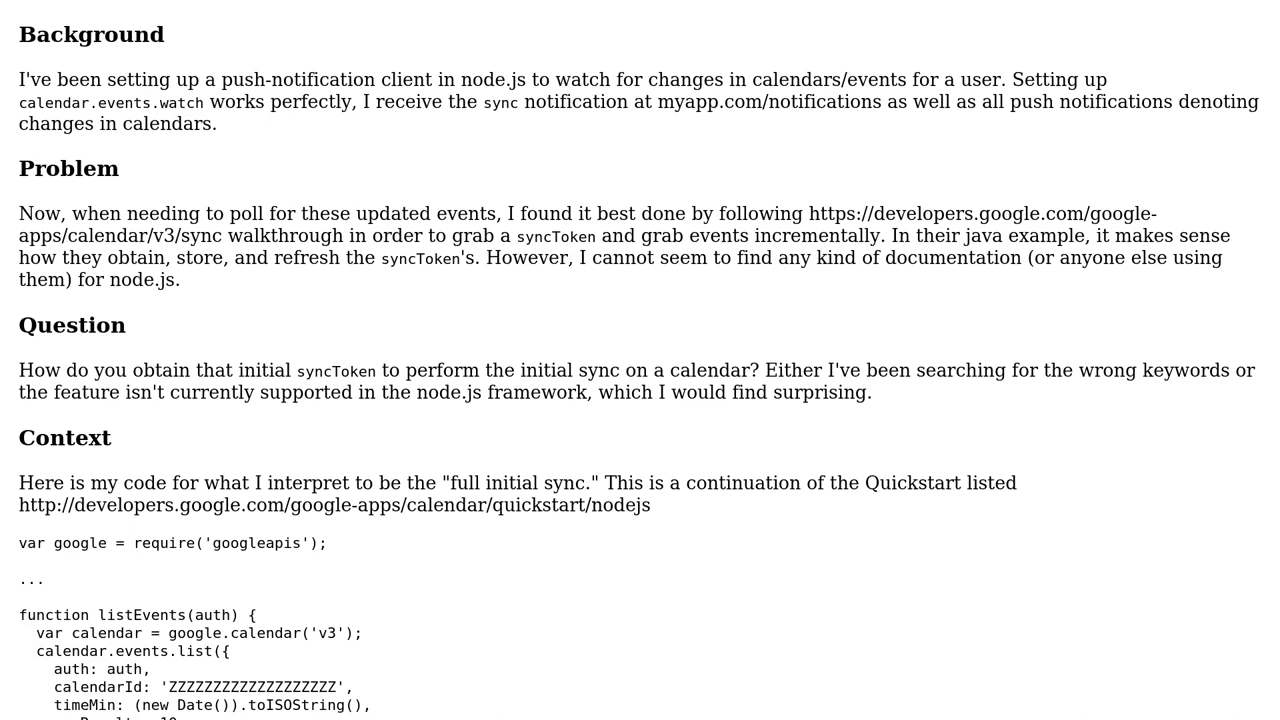 Background
I've been setting up a push-notification client in node.js to watch for changes in calendars/events for a user. Setting up
calendar.events.watch works perfectly, I receive the sync notification at myapp.com/notifications as well as all push notifications denoting
changes in calendars.
Problem
Now, when needing to poll for these updated events, I found it best done by following https://developers.google.com/google-
apps/calendar/v3/sync walkthrough in order to grab a syncToken and grab events incrementally. In their java example, it makes sense
how they obtain, store, and refresh the syncToken's. However, I cannot seem to find any kind of documentation (or anyone else using
them) for node.js.
Question
How do you obtain that initial syncToken to perform the initial sync on a calendar? Either I've been searching for the wrong keywords or
the feature isn't currently supported in the node.js framework, which I would find surprising.
Context
Here is my code for what I interpret to be the "full initial sync." This is a continuation of the Quickstart listed
http://developers.google.com/google-apps/calendar/quickstart/nodejs
var google = require('googleapis');
...
function listEvents(auth) {
  var calendar = google.calendar('v3');
  calendar.events.list({
    auth: auth,
    calendarId: 'ZZZZZZZZZZZZZZZZZZZ',
    timeMin: (new Date()).toISOString(),